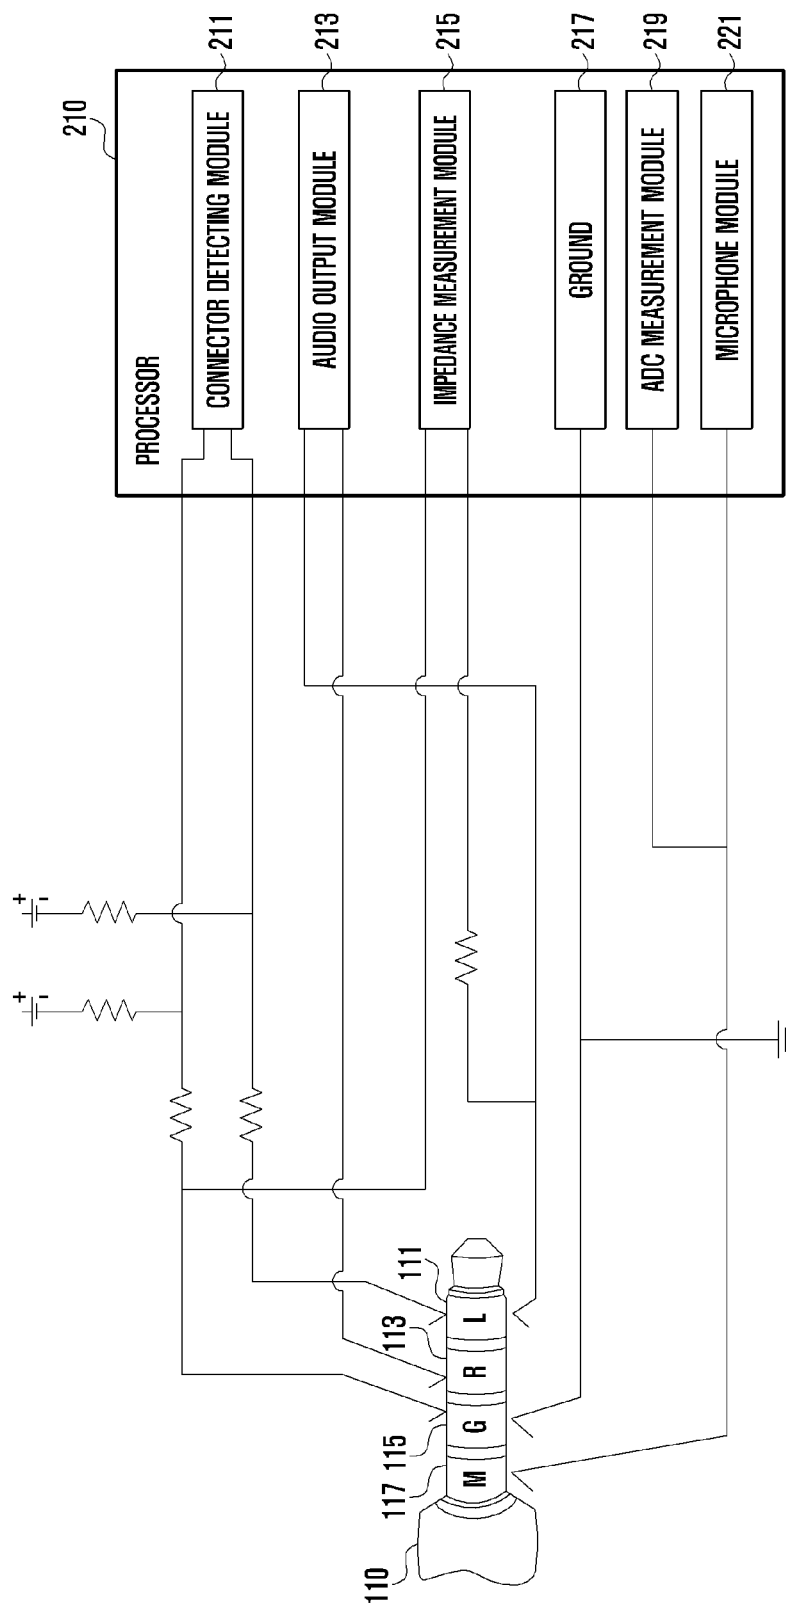 210
PROCESSOR
CONNECTOR DETECTING MODULE
211
AUDIO OUTPUT MODULE
213
IMPEDANCE MEASUREMENT MODULE
215
GROUND
217
ADC MEASUREMENT MODULE
219
MICROPHONE MODULE
221
+
-
+
-
110
117
115
113
111
M
G
R
L